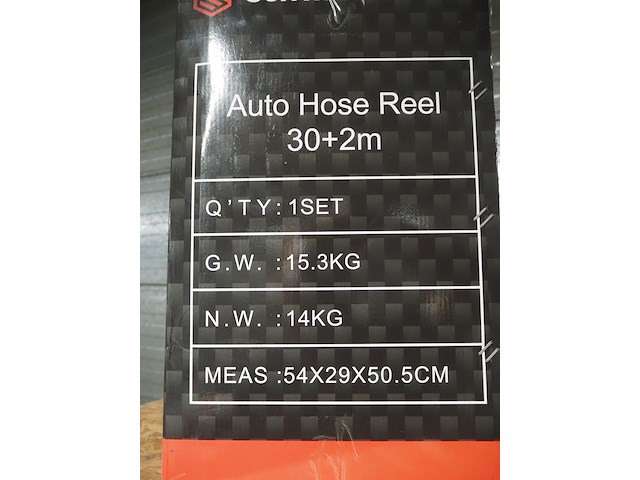 Auto Hose Reel
30+2m
Q'TY:1SET
G.W. :15.3KG
N.W. :14KG
MEAS :54X29X50.5CM